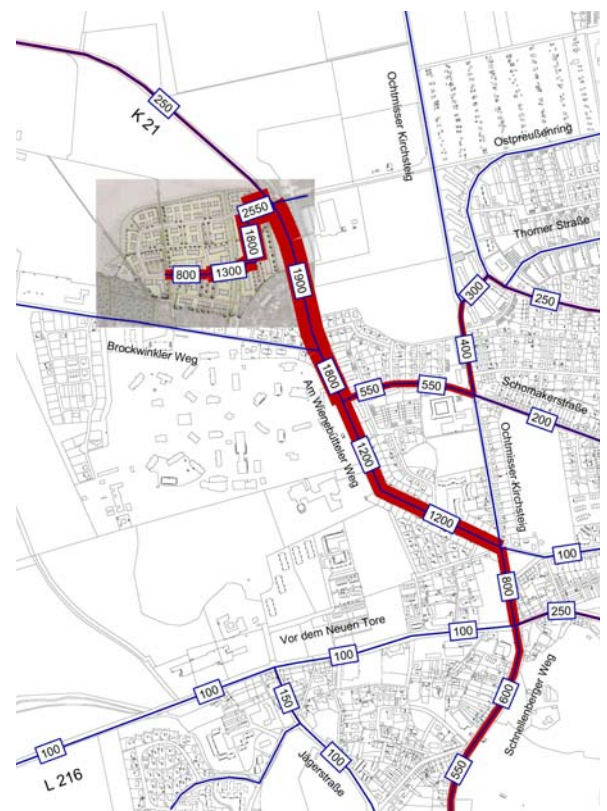 250
K 21
Ochtmisser Kirchsteig
Ostpreußenring
2550
Thorner Straße
1800
1900
800
1300
300
250
Brockwinkler Weg
400
1800
550
550
Schomakerstraße
200
Am Wienebütteler Weg
1200
Ochtmisser Kirchsteig
1200
100
800
250
Vor dem Neuen Tore
100
100
100
150
600
Schnellenberger Weg
100
100
550
Jägerstraße
L 216